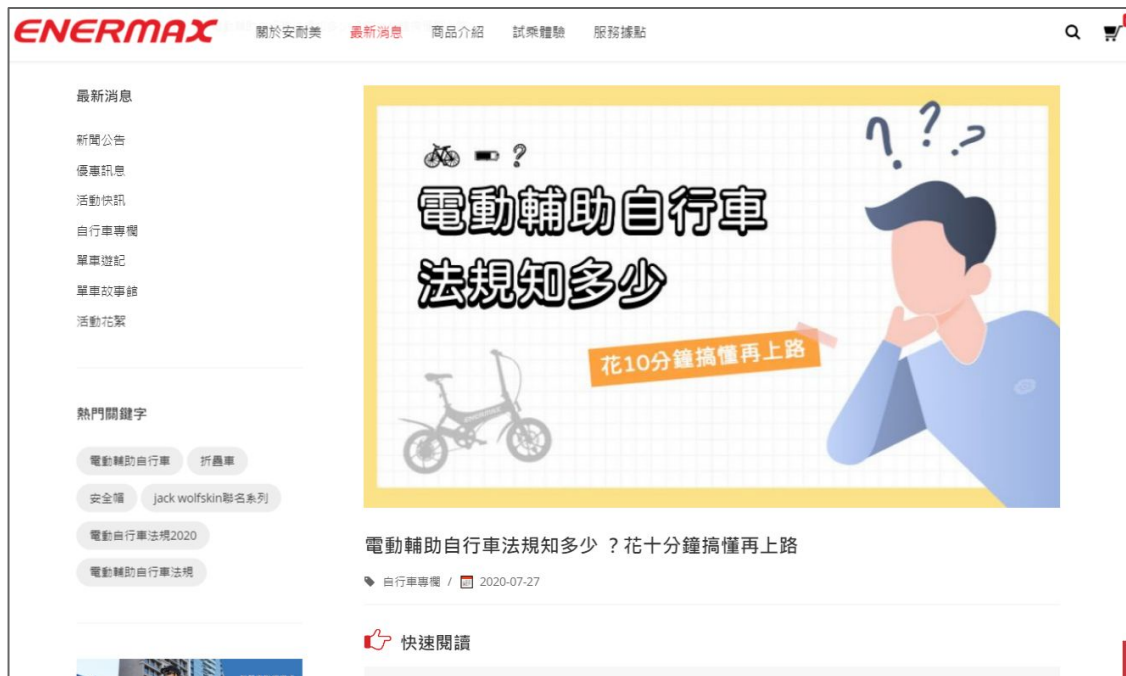 ENERMAX
關於安耐美 最新消息 商品介紹 試乘體驗 服務據點
最新消息
新聞公告
優惠訊息
活動快訊
自行車專欄
單車遊記
單車故事館
活動花絮
熱門關鍵字
電動輔助自行車 折疊車
安全帽 jack wolfskin聯名系列
電動自行車法規2020
電動輔助自行車法規
?
? ? ?
電動輔助自行車
法規知多少
花10分鐘搞懂再上路
ENERMAX
電動輔助自行車法規知多少 ？花十分鐘搞懂再上路
自行車專欄 / 2020-07-27
快速閱讀